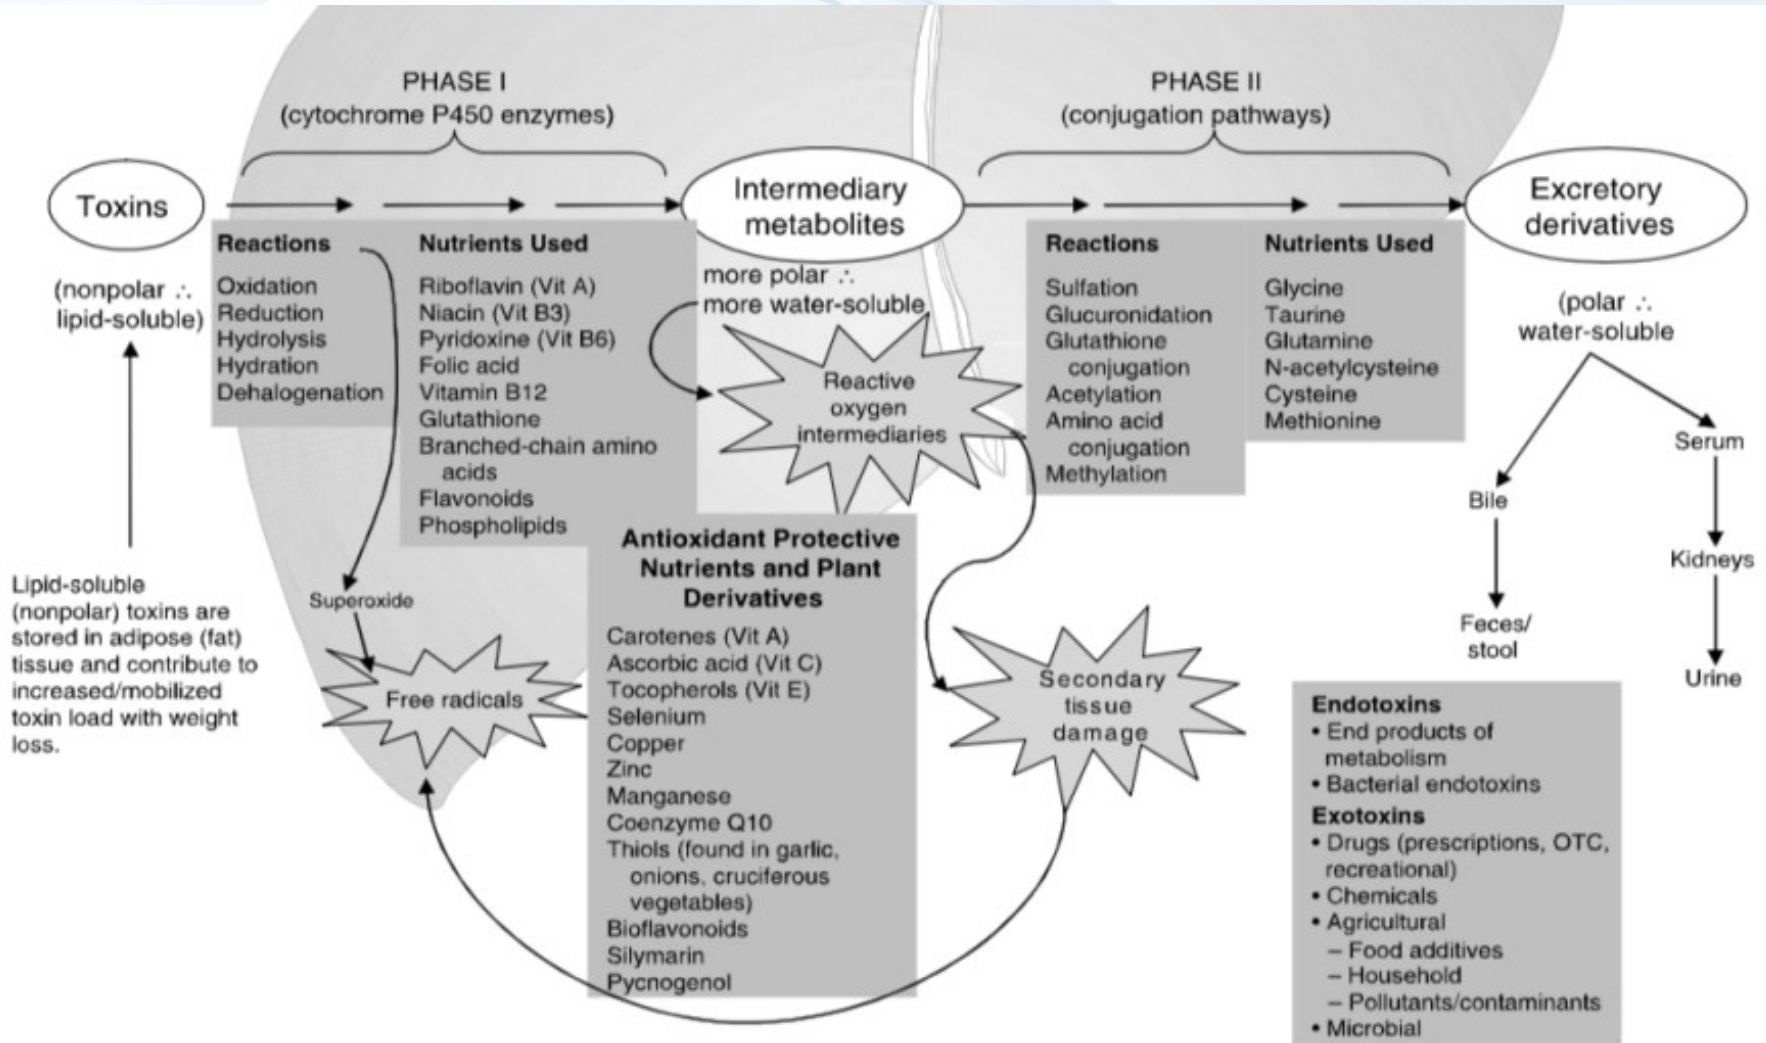 PHASE I
(cytochrome P450 enzymes)
PHASE II
(conjugation pathways)
Toxins
(nonpolar ∴
lipid-soluble)
Lipid-soluble
(nonpolar) toxins are
stored in adipose (fat)
tissue and contribute to
increased/mobilized
toxin load with weight
loss.
Reactions
Oxidation
Reduction
Hydrolysis
Hydration
Dehalogenation
Nutrients Used
Riboflavin (Vit A)
Niacin (Vit B3)
Pyridoxine (Vit B6)
Folic acid
Vitamin B12
Glutathione
Branched-chain amino
acids
Flavonoids
Phospholipids
Superoxide
Free radicals
Intermediary
metabolites
more polar ∴
more water-soluble
Reactive
oxygen
intermediaries
Antioxidant Protective
Nutrients and Plant
Derivatives
Carotenes (Vit A)
Ascorbic acid (Vit C)
Tocopherols (Vit E)
Selenium
Copper
Zinc
Manganese
Coenzyme Q10
Thiols (found in garlic,
onions, cruciferous
vegetables)
Bioflavonoids
Silymarin
Pycnogenol
Secondary
tissue
damage
Reactions
Sulfation
Glucuronidation
Glutathione
conjugation
Acetylation
Amino acid
conjugation
Methylation
Nutrients Used
Glycine
Taurine
Glutamine
N-acetylcysteine
Cysteine
Methionine
Excretory
derivatives
(polar ∴
water-soluble
Bile
Feces/
stool
Serum
Kidneys
Urine
Endotoxins
• End products of
metabolism
• Bacterial endotoxins
Exotoxins
• Drugs (prescriptions, OTC,
recreational)
• Chemicals
• Agricultural
– Food additives
– Household
– Pollutants/contaminants
• Microbial